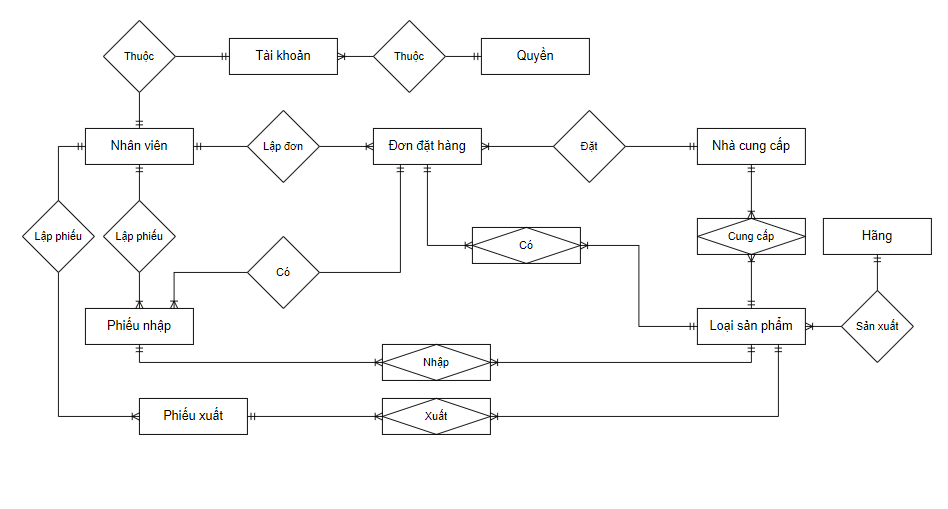 Thuộc
Tài khoản
Thuộc
Quyền
Nhân viên
Lập đơn
Đơn đặt hàng
Đặt
Nhà cung cấp
Lập phiếu
Lập phiếu
Có
Cung cấp
Hãng
Có
Phiếu nhập
Loại sản phẩm
Sản xuất
Nhập
Phiếu xuất
Xuất